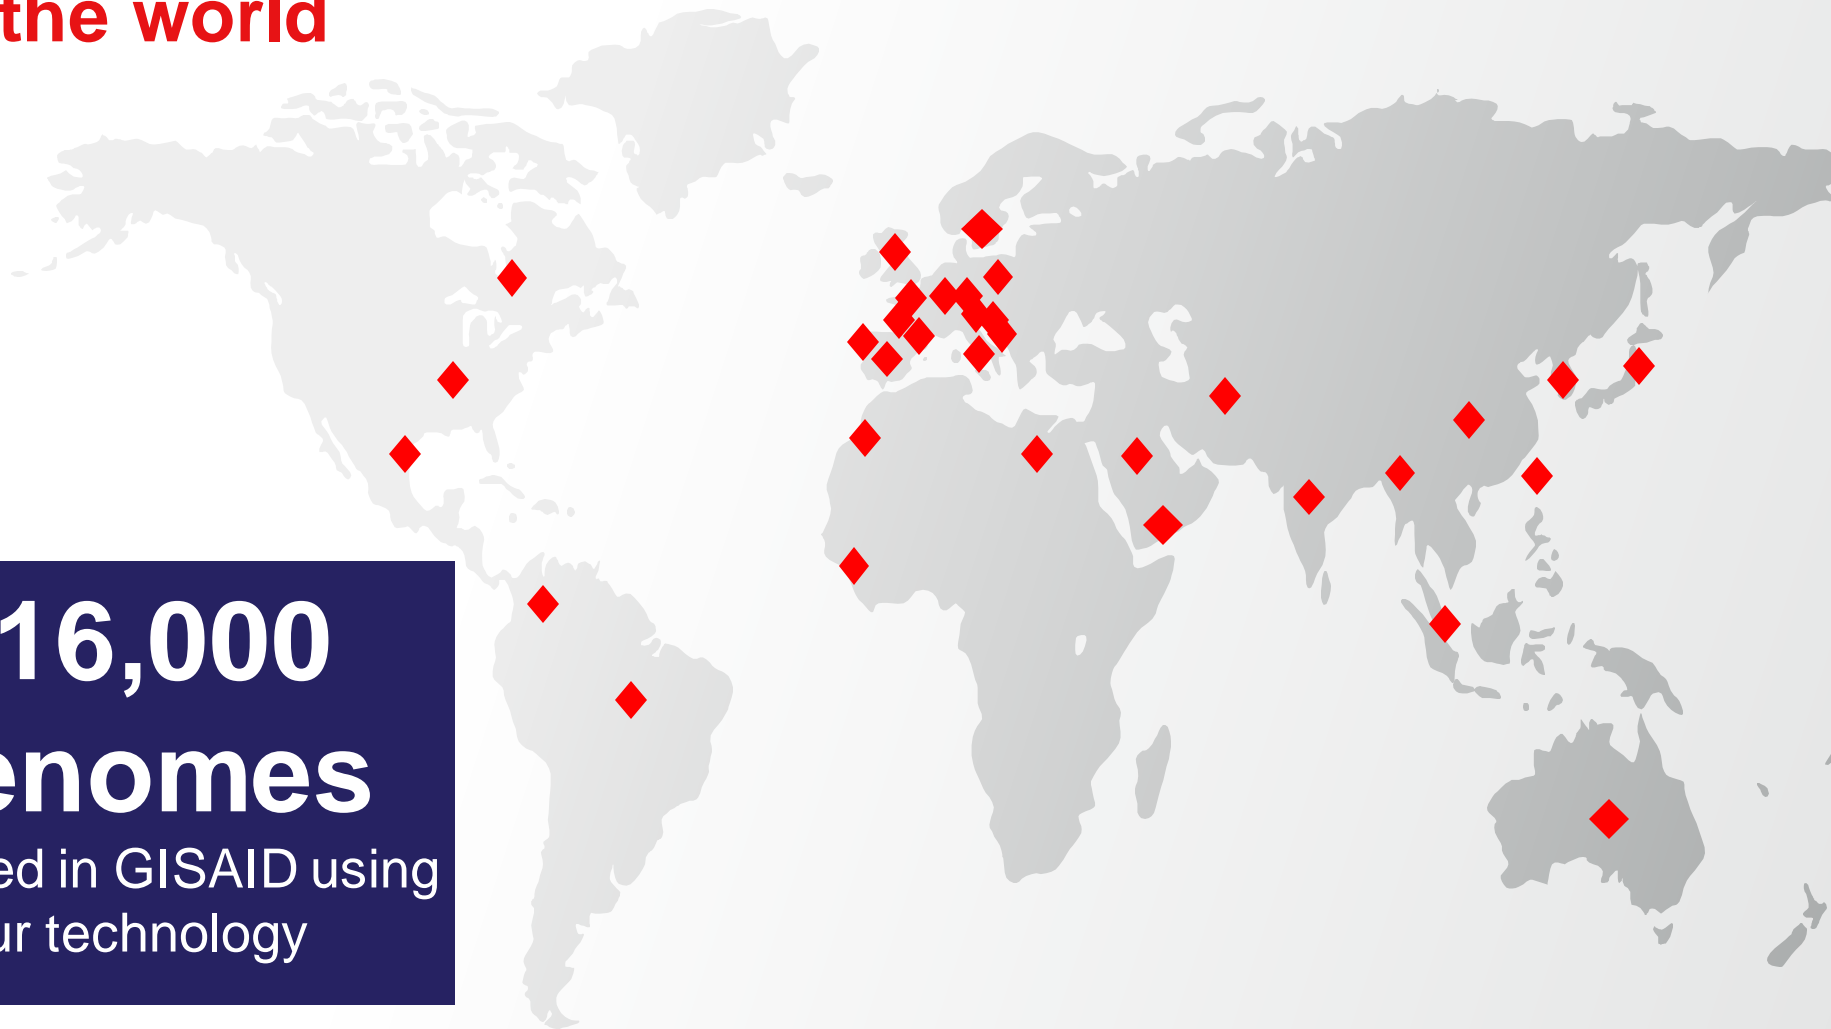 the world
16,000
enomes
ed in GISAID using
ur technology